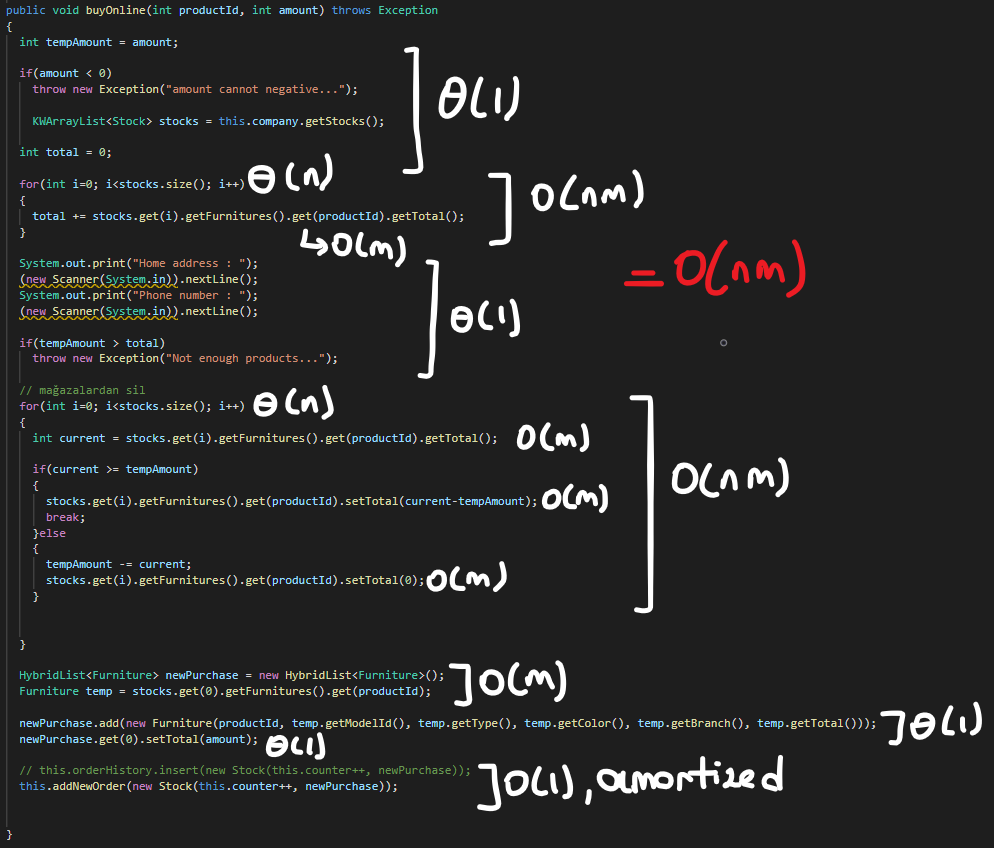 public void buyOnline(int productId, int amount) throws Exception
{
int tempAmount = amount;
if(amount < 0)
throw new Exception("amount cannot negative...");
KWArrayList<Stock> stocks = this.company.getStocks();
θ(1)
int total = 0;
for(int i=0; i<stocks.size(); i++) θ(n)
{
total += stocks.get(i).getFurnitures().get(productId).getTotal();
}
↳O(m)
O(nm)
System.out.print("Home address : ");
(new Scanner(System.in)).nextLine();
System.out.print("Phone number : ");
(new Scanner(System.in)).nextLine();
θ(1)
= O(nm)
if(tempAmount > total)
throw new Exception("Not enough products...");
// mağazalardan sil
for(int i=0; i<stocks.size(); i++) θ(n)
{
int current = stocks.get(i).getFurnitures().get(productId).getTotal(); O(m)
if(current >= tempAmount)
{
stocks.get(i).getFurnitures().get(productId).setTotal(current-tempAmount); O(m)
break;
}else
{
tempAmount -= current;
stocks.get(i).getFurnitures().get(productId).setTotal(0); O(m)
}
}
O(nm)
HybridList<Furniture> newPurchase = new HybridList<Furniture>();
Furniture temp = stocks.get(0).getFurnitures().get(productId);
O(m)
newPurchase.add(new Furniture(productId, temp.getModelId(), temp.getType(), temp.getColor(), temp.getBranch(), temp.getTotal())); θ(1)
newPurchase.get(0).setTotal(amount); θ(1)
// this.orderHistory.insert(new Stock(this.counter++, newPurchase));
this.addNewOrder(new Stock(this.counter++, newPurchase));
O(1), amortized
}